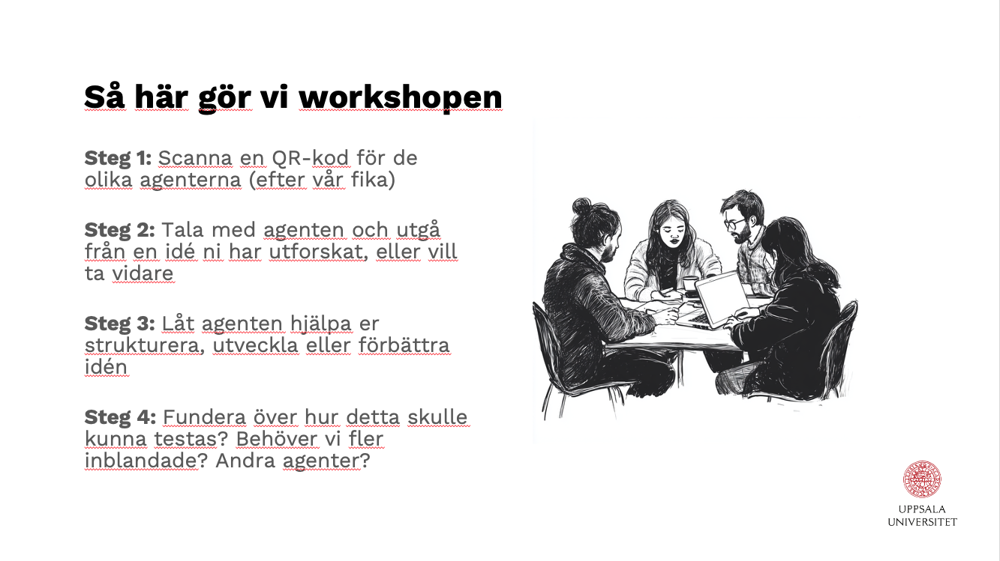 Så här gör vi workshopen
Steg 1: Scanna en QR-kod för de
olika agenterna (efter vår fika)
Steg 2: Tala med agenten och utgå
från en idé ni har utforskat, eller vill
ta vidare
Steg 3: Låt agenten hjälpa er
strukturera, utveckla eller förbättra
idén
Steg 4: Fundera över hur detta skulle
kunna testas? Behöver vi fler
inblandade? Andra agenter?
UPPSALA
UNIVERSITET